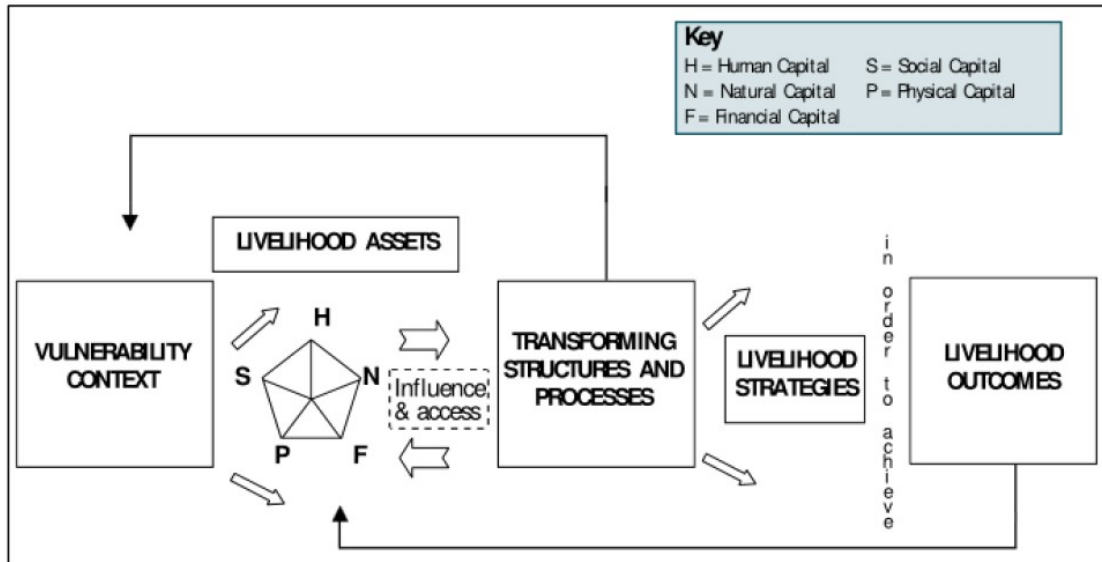 Key
H = Human Capital S = Social Capital
N = Natural Capital P = Physical Capital
F = Financial Capital
LIVELIHOOD ASSETS
VULNERABILITY
CONTEXT
H
S
N
P
F
Influence
& access
TRANSFORMING
STRUCTURES AND
PROCESSES
LIVELIHOOD
STRATEGIES
in order to achieve
LIVELIHOOD
OUTCOMES